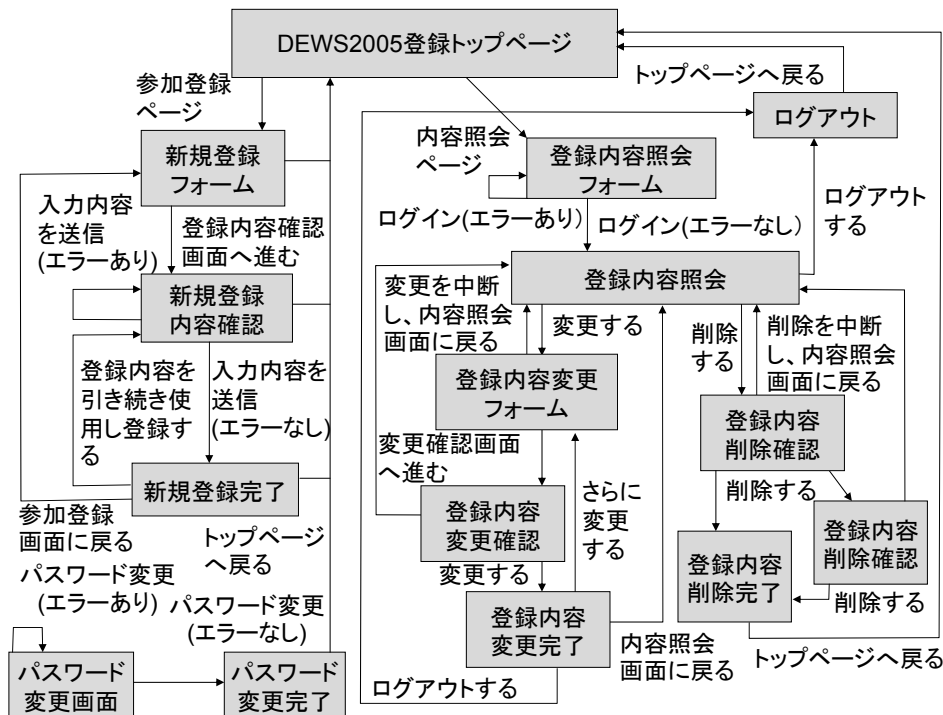 DEWS2005登録トップページ
参加登録
ページ
トップページへ戻る
ログアウト
新規登録
フォーム
内容照会
ページ
登録内容照会
フォーム
ログアウト
する
入力内容
を送信
(エラーあり)
登録内容確認
画面へ進む
ログイン(エラーあり)
ログイン(エラーなし)
登録内容照会
新規登録
内容確認
変更を中断
し、内容照会
画面に戻る
変更する
削除
する
削除を中断
し、内容照会
画面に戻る
登録内容を
引き続き使
用し登録す
る
入力内容を
送信
(エラーなし)
登録内容変更
フォーム
登録内容
削除確認
変更確認画面
へ進む
新規登録完了
さらに
変更
する
削除する
参加登録
画面に戻る
トップページ
へ戻る
登録内容
変更確認
登録内容
削除確認
登録内容
削除完了
削除する
変更する
パスワード変更
(エラーあり)
パスワード変更
(エラーなし)
登録内容
変更完了
内容照会
画面に戻る
トップページへ戻る
パスワード
変更画面
パスワード
変更完了
ログアウトする